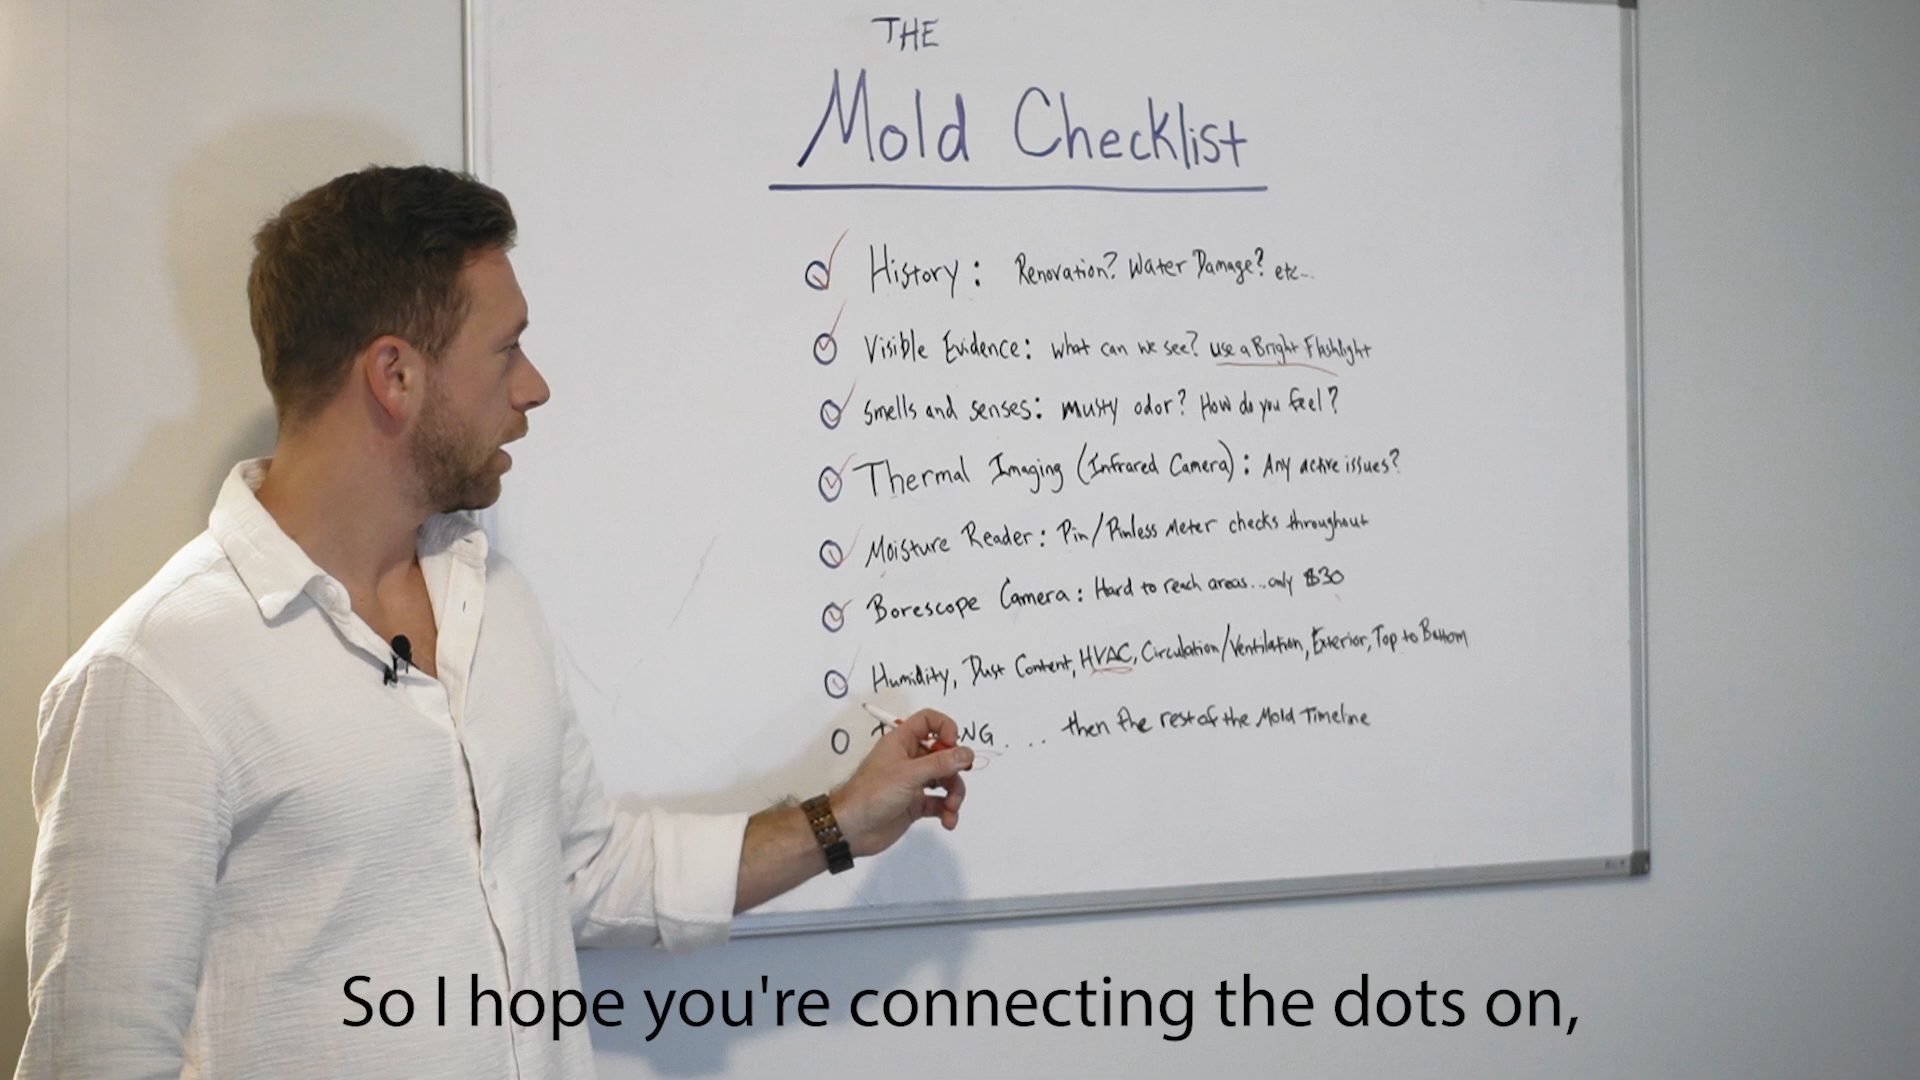 THE
Mold Checklist
History: Renovation? Water Damage? etc...
Visible Evidence: what can we see? use a Bright Flashlight
Smells and senses: musty odor? How do you feel?
Thermal Imaging (Infrared Camera): Any active issues?
Moisture Reader: Pin/Pinless Meter checks throughout
Borescope Camera: Hard to reach areas...only $30
Humidity, Dust Content, HVAC, Circulation/Ventilation, Exterior, Top to Bottom
.... then the rest of the Mold Timeline
So I hope you're connecting the dots on,